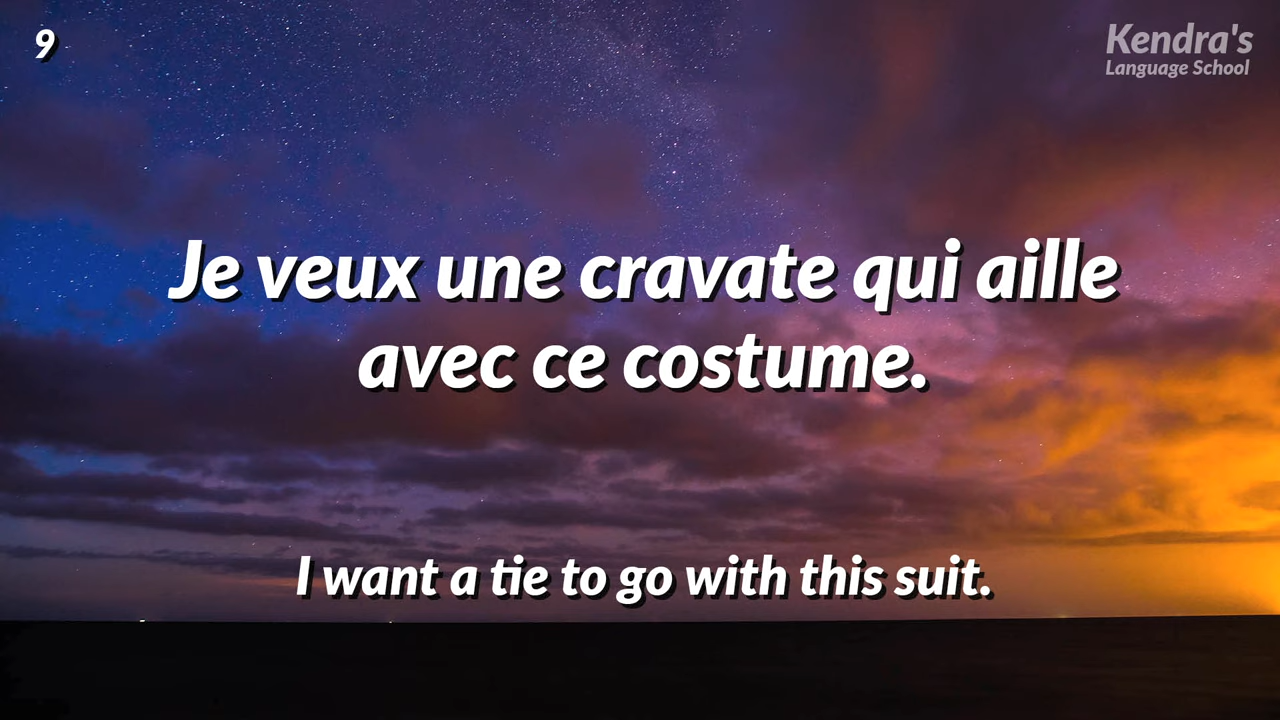 9
Kendra's
Language School
Je veux une cravate qui aille
avec ce costume.
I want a tie to go with this suit.